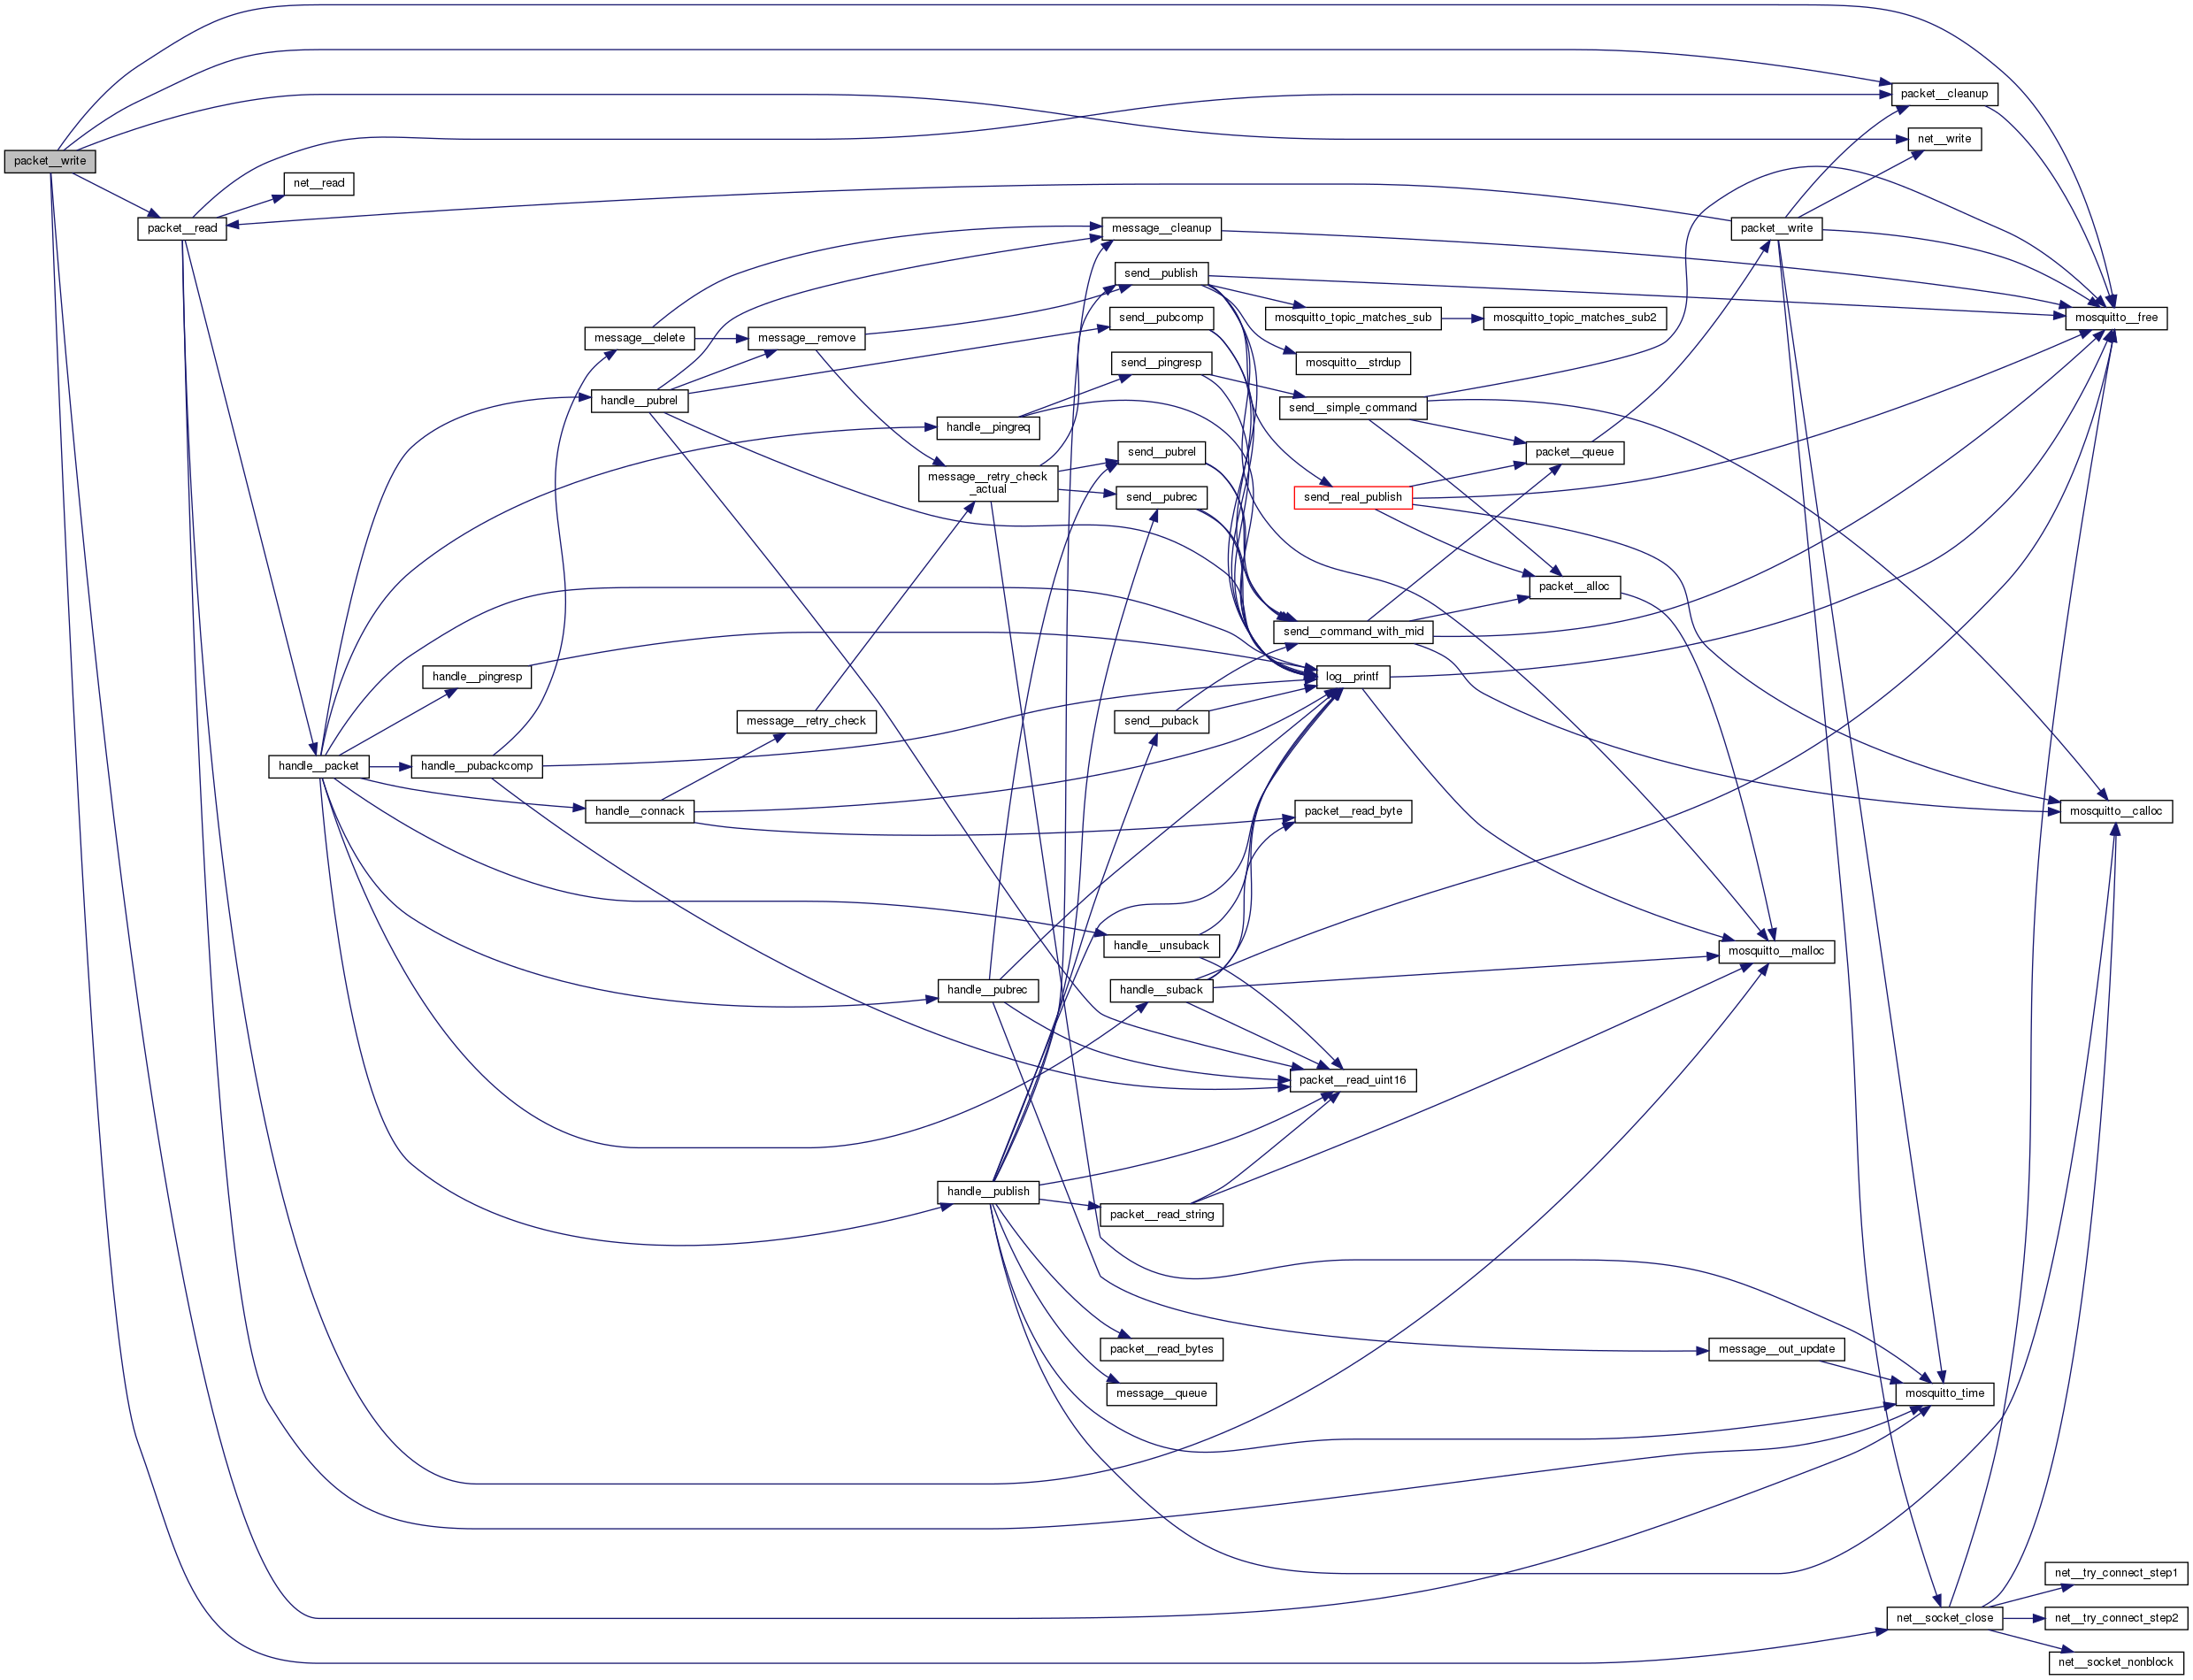 packet__write
packet__cleanup
net__write
net__read
packet__read
message__cleanup
packet__write
send__publish
mosquitto_topic_matches_sub
mosquitto_topic_matches_sub2
mosquitto__free
send__pubcomp
message__delete
message__remove
send__pingresp
mosquitto__strdup
handle__pubrel
send__simple_command
handle__pingreq
send__pubrel
packet__queue
message__retry_check
_actual
send__pubrec
send__real_publish
packet__alloc
send__command_with_mid
handle__pingresp
log__printf
message__retry_check
send__puback
handle__packet
handle__pubackcomp
handle__connack
packet__read_byte
mosquitto__calloc
handle__unsuback
mosquitto__malloc
handle__pubrec
handle__suback
packet__read_uint16
handle__publish
packet__read_string
packet__read_bytes
message__out_update
message__queue
mosquitto_time
net__try_connect_step1
net__socket_close
net__try_connect_step2
net__socket_nonblock